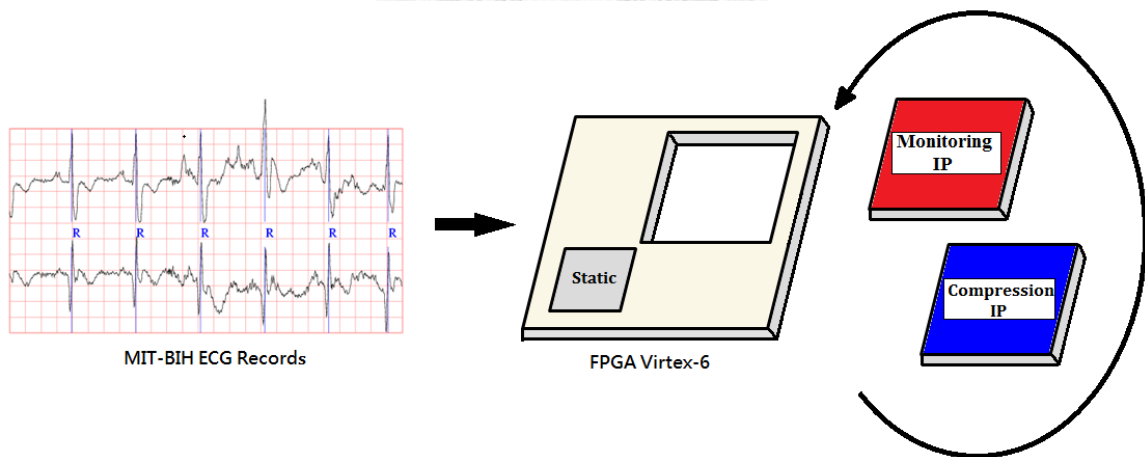 R R R R R R
MIT-BIH ECG Records
Static
FPGA Virtex-6
Monitoring
IP
Compression
IP